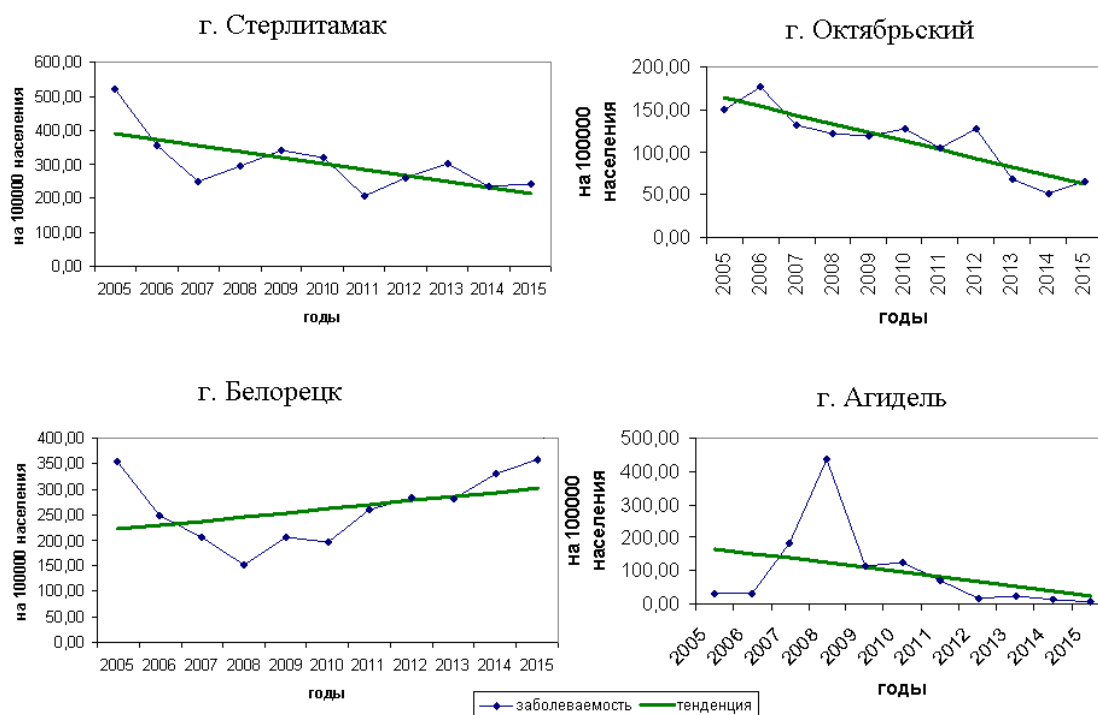 г. Стерлитамак
на 100000 населения
600,00
500,00
400,00
300,00
200,00
100,00
0,00
2005 2006 2007 2008 2009 2010 2011 2012 2013 2014 2015
годы
г. Октябрьский
на 100000
населения
200,00
150,00
100,00
50,00
0,00
2005 2006 2007 2008 2009 2010 2011 2012 2013 2014 2015
годы
г. Белорецк
на 100000 населения
400,00
350,00
300,00
250,00
200,00
150,00
100,00
50,00
0,00
2005 2006 2007 2008 2009 2010 2011 2012 2013 2014 2015
годы
г. Агидель
на 100000
населения
500,00
400,00
300,00
200,00
100,00
0,00
2005 2006 2007 2008 2009 2010 2011 2012 2013 2014 2015
годы
заболеваемость тенденция